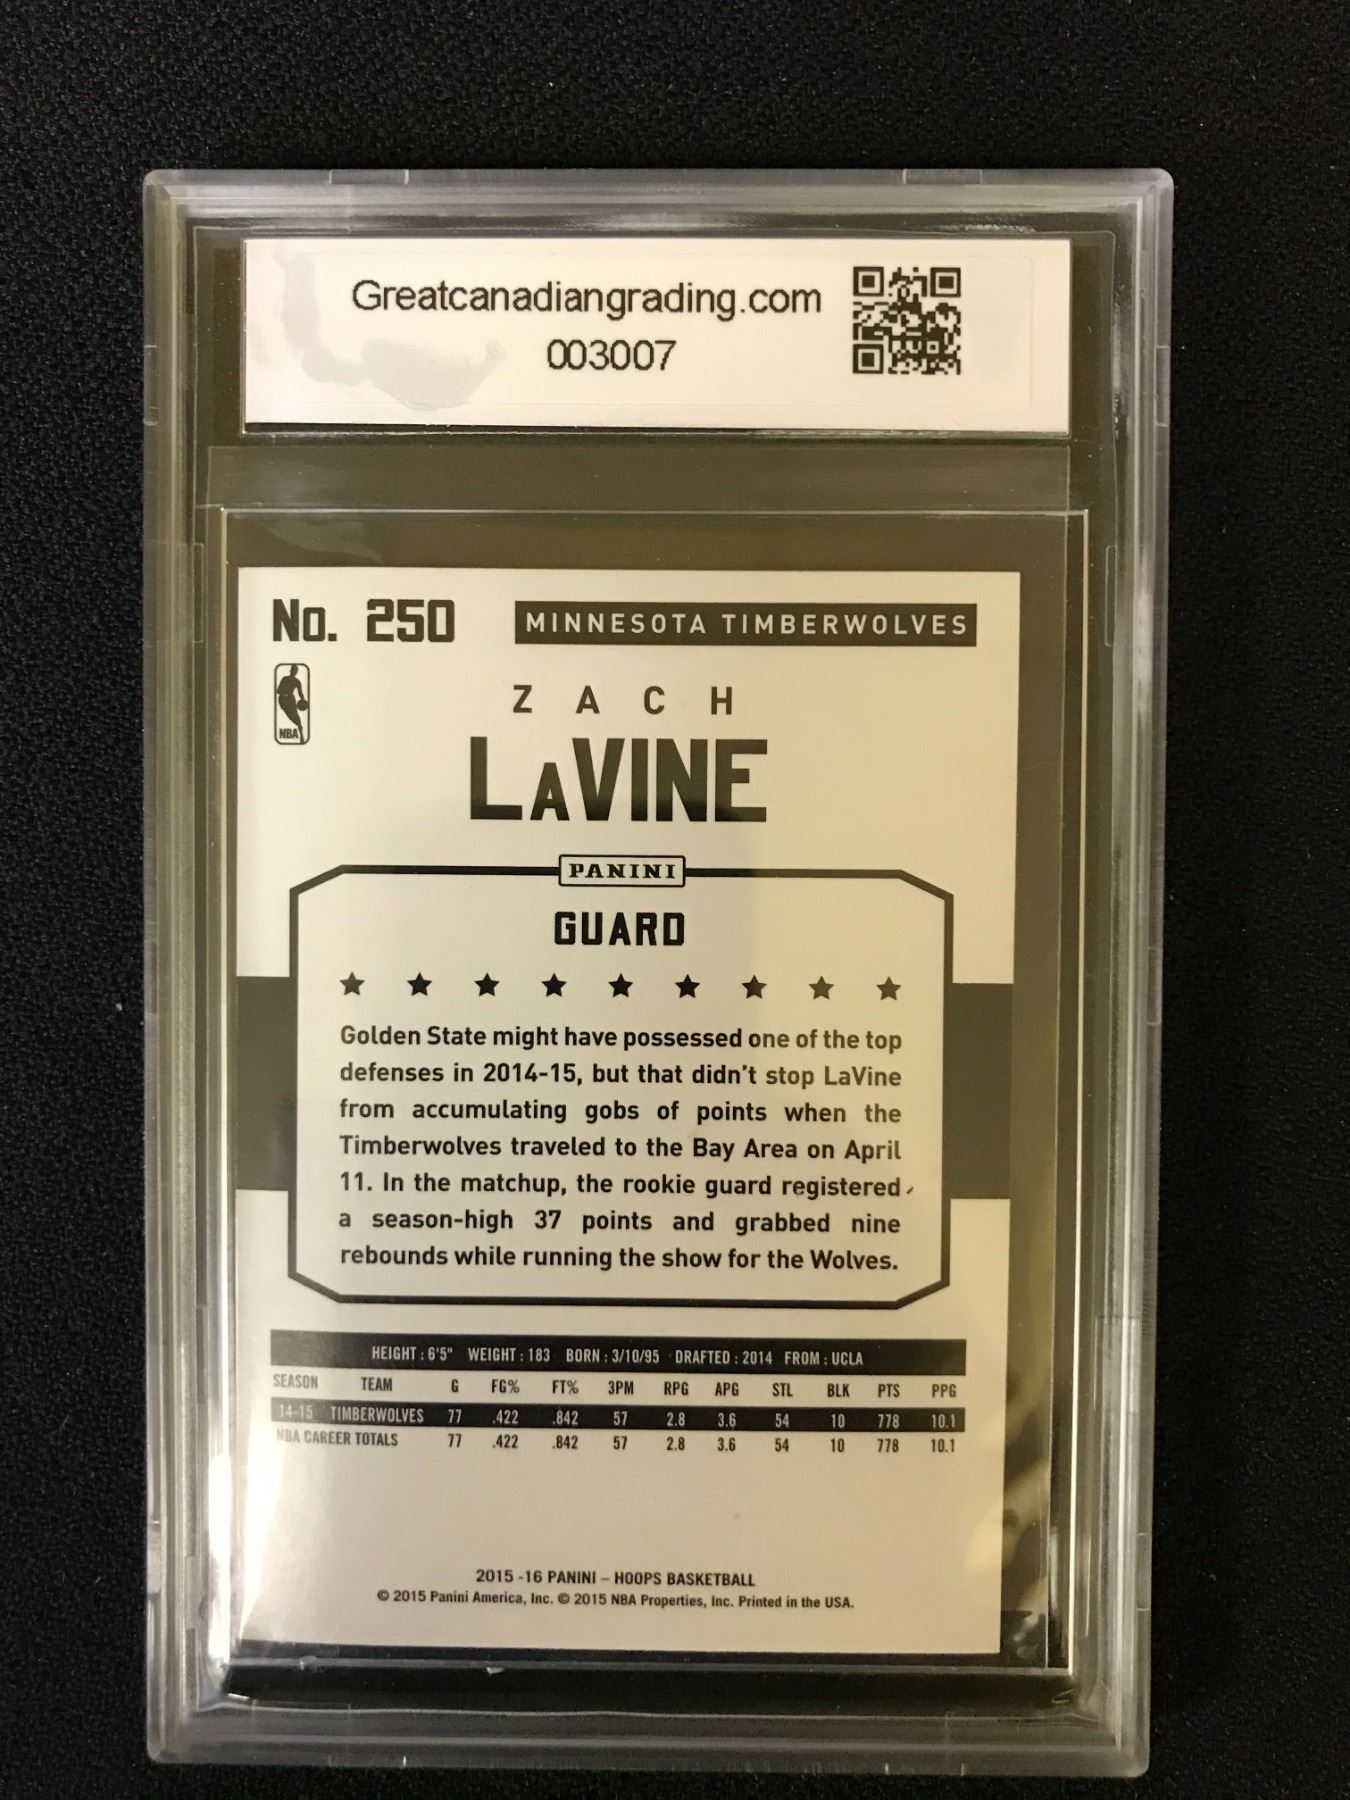 Greatcanadiangrading.com
003007
No. 250
MINNESOTA TIMBERWOLVES
NBA
ZACH
LaVINE
PANINI
GUARD
Golden State might have possessed one of the top
defenses in 2014-15, but that didn't stop LaVine
from accumulating gobs of points when the
Timberwolves traveled to the Bay Area on April
11. In the matchup, the rookie guard registered
a season-high 37 points and grabbed nine
rebounds while running the show for the Wolves.
HEIGHT : 6'5" WEIGHT : 183 BORN : 3/10/95 DRAFTED : 2014 FROM : UCLA
SEASON TEAM G FG% FT% 3PM RPG APG STL BLK PTS PPG
14-15 TIMBERWOLVES 77 .422 .842 57 2.8 3.6 54 10 778 10.1
NBA CAREER TOTALS 77 .422 .842 57 2.8 3.6 54 10 778 10.1
2015 -16 PANINI – HOOPS BASKETBALL
© 2015 Panini America, Inc. © 2015 NBA Properties, Inc. Printed in the USA.